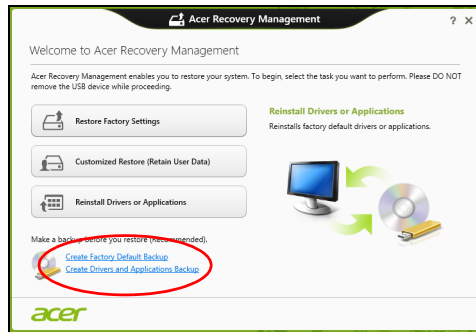 Acer Recovery Management
? X
Welcome to Acer Recovery Management
Acer Recovery Management enables you to restore your system. To begin, select the task you want to perform. Please DO NOT
remove the USB device while proceeding.
Restore Factory Settings
Customized Restore (Retain User Data)
Reinstall Drivers or Applications
Reinstall Drivers or Applications
Reinstalls factory default drivers or applications.
Make a backup before you restore (Recommended).
Create Factory Default Backup
Create Drivers and Applications Backup
acer